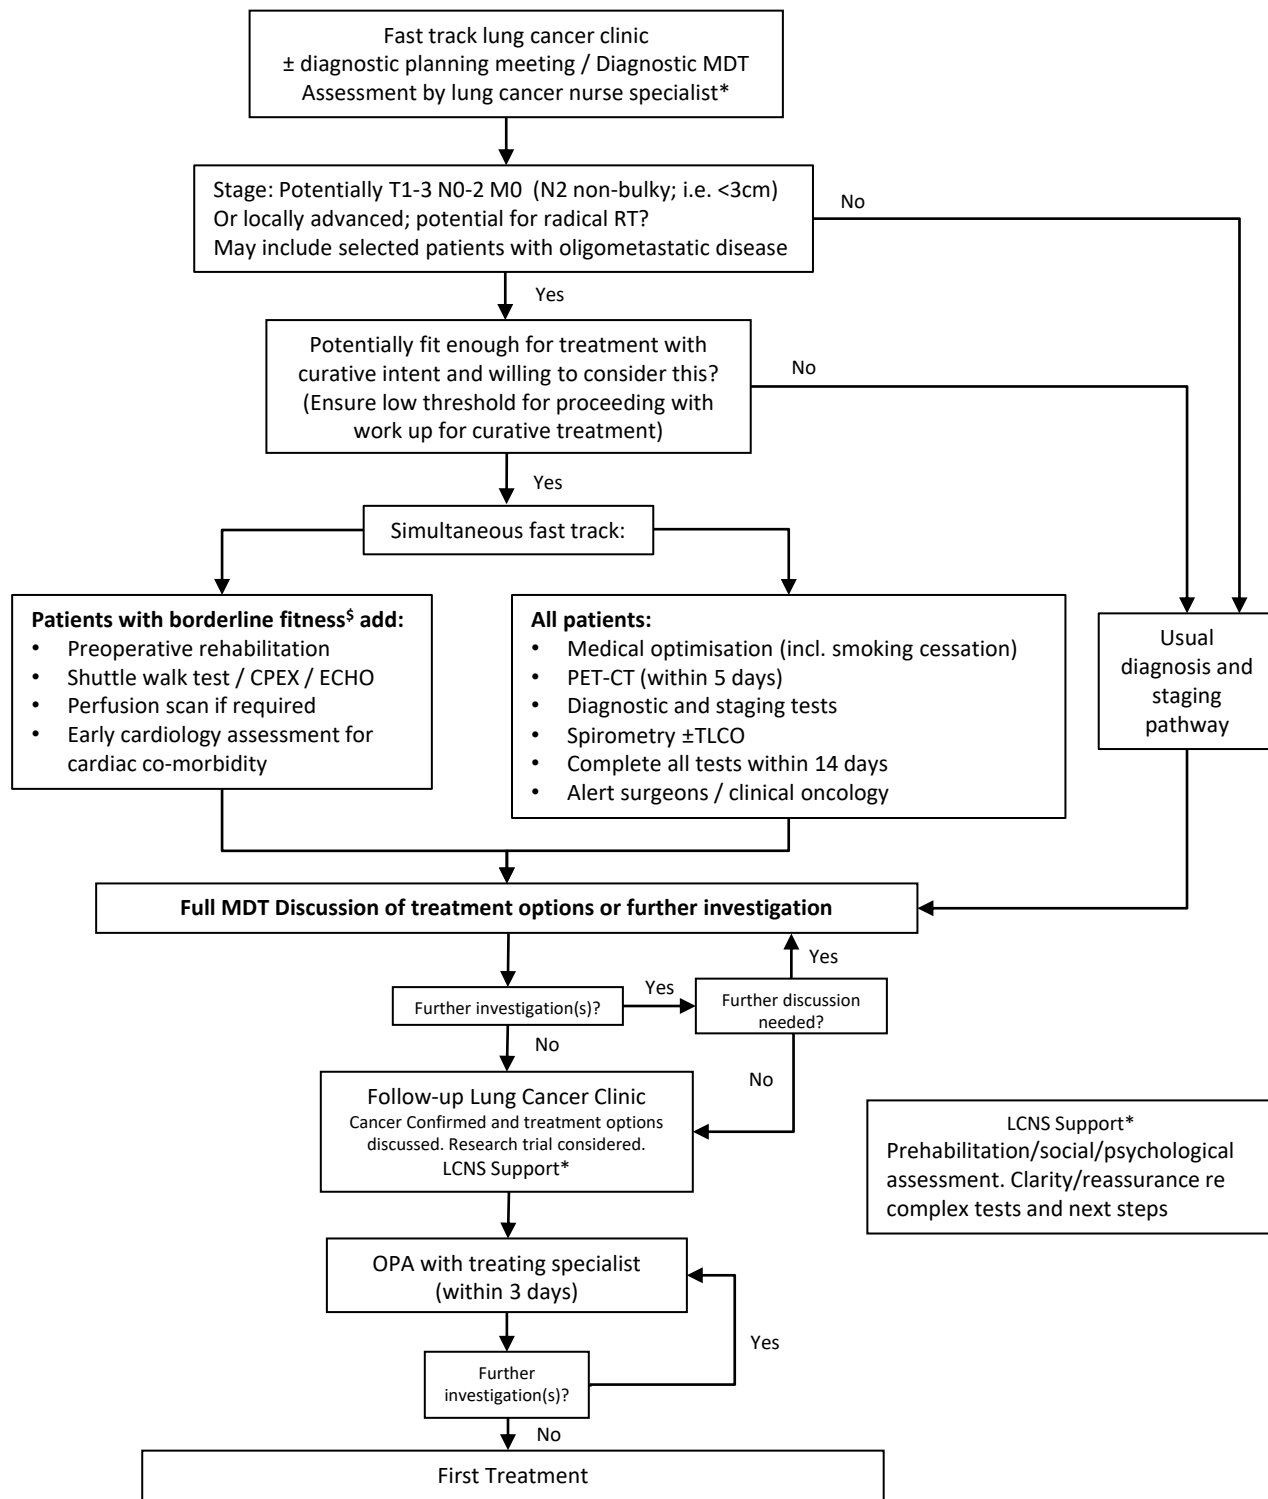 Fast track lung cancer clinic
± diagnostic planning meeting / Diagnostic MDT
Assessment by lung cancer nurse specialist*
Stage: Potentially T1-3 N0-2 M0 (N2 non-bulky; i.e. <3cm)
Or locally advanced; potential for radical RT?
May include selected patients with oligometastatic disease
No
Yes
Potentially fit enough for treatment with
curative intent and willing to consider this?
(Ensure low threshold for proceeding with
work up for curative treatment)
No
Yes
Simultaneous fast track:
Patients with borderline fitness$ add:
• Preoperative rehabilitation
• Shuttle walk test / CPEX / ECHO
• Perfusion scan if required
• Early cardiology assessment for
cardiac co-morbidity
All patients:
• Medical optimisation (incl. smoking cessation)
• PET-CT (within 5 days)
• Diagnostic and staging tests
• Spirometry ±TLCO
• Complete all tests within 14 days
• Alert surgeons / clinical oncology
Usual
diagnosis and
staging
pathway
Full MDT Discussion of treatment options or further investigation
Yes
Further investigation(s)?
Yes
Further discussion
needed?
No
No
Follow-up Lung Cancer Clinic
Cancer Confirmed and treatment options
discussed. Research trial considered.
LCNS Support*
LCNS Support*
Prehabilitation/social/psychological
assessment. Clarity/reassurance re
complex tests and next steps
OPA with treating specialist
(within 3 days)
Yes
Further
investigation(s)?
No
First Treatment